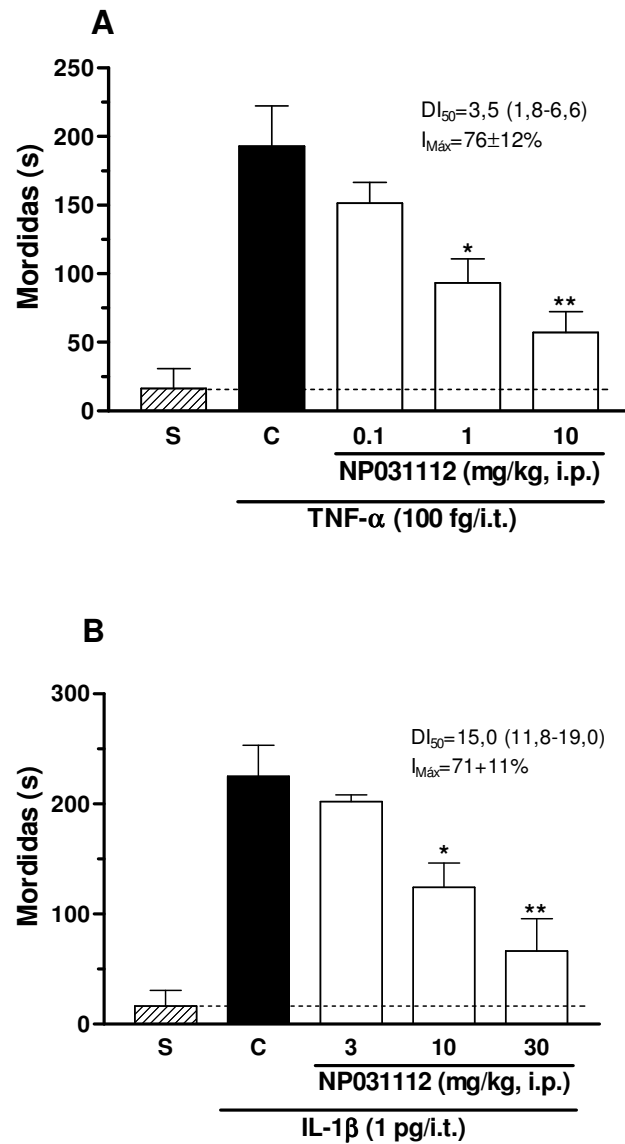 A
Mordidas (s)
250
200
150
100
50
0
DI50=3,5 (1,8-6,6)
IMáx=76±12%
*
**
S C 0.1 1 10
NP031112 (mg/kg, i.p.)
TNF-α (100 fg/i.t.)
B
Mordidas (s)
300
200
100
0
DI50=15,0 (11,8-19,0)
IMáx=71+11%
*
**
S C 3 10 30
NP031112 (mg/kg, i.p.)
IL-1β (1 pg/i.t.)